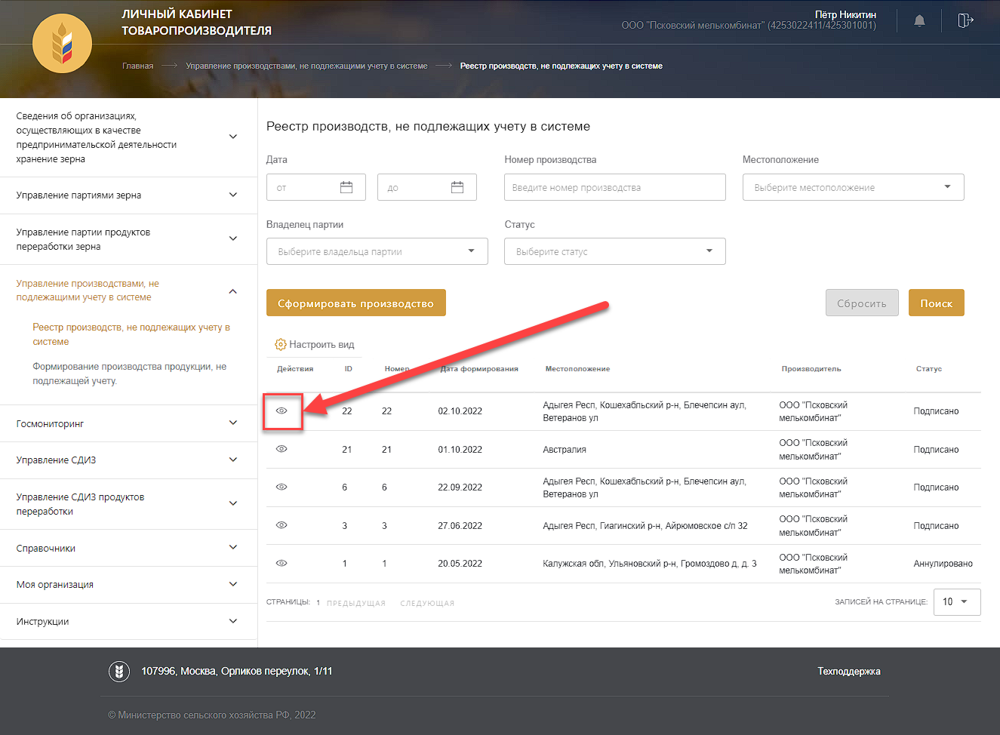 ЛИЧНЫЙ КАБИНЕТ
ТОВАРОПРОИЗВОДИТЕЛЯ
Пётр Никитин
ООО "Псковский мелькомбинат" (4253022411/425301001)
Главная Управление производствами, не подлежащими учету в системе Реестр производств, не подлежащих учету в системе
Сведения об организациях,
осуществляющих в качестве
предпринимательской деятельности
хранение зерна
Управление партиями зерна
Управление партии продуктов
переработки зерна
Управление производствами, не
подлежащими учету в системе
Реестр производств, не подлежащих учету в
системе
Формирование производства продукции, не
подлежащей учету.
Госмониторинг
Управление СДИЗ
Управление СДИЗ продуктов
переработки
Справочники
Моя организация
Инструкции
Реестр производств, не подлежащих учету в системе
Дата Номер производства Местоположение
от до Введите номер производства Выберите местоположение
Владелец партии Статус
Выберите владельца партии Выберите статус
Сформировать производство Сбросить Поиск
Настроить вид
Действия ID Номер Дата формирования Местоположение Производитель Статус
22 22 02.10.2022 Адыгея Респ, Кошехабльский р-н, Блечепсин аул,
Ветеранов ул ООО "Псковский
мелькомбинат" Подписано
21 21 01.10.2022 Австралия ООО "Псковский
мелькомбинат" Подписано
6 6 22.09.2022 Адыгея Респ, Кошехабльский р-н, Блечепсин аул,
Ветеранов ул ООО "Псковский
мелькомбинат" Подписано
3 3 27.06.2022 Адыгея Респ, Гиагинский р-н, Айрюмовское с/п 32 ООО "Псковский
мелькомбинат" Подписано
1 1 20.05.2022 Калужская обл, Ульяновский р-н, Громоздово д, д. 3 ООО "Псковский
мелькомбинат" Аннулировано
СТРАНИЦЫ: 1 ПРЕДЫДУЩАЯ СЛЕДУЮЩАЯ ЗАПИСЕЙ НА СТРАНИЦЕ: 10
107996, Москва, Орликов переулок, 1/11 Техподдержка
© Министерство сельского хозяйства РФ, 2022